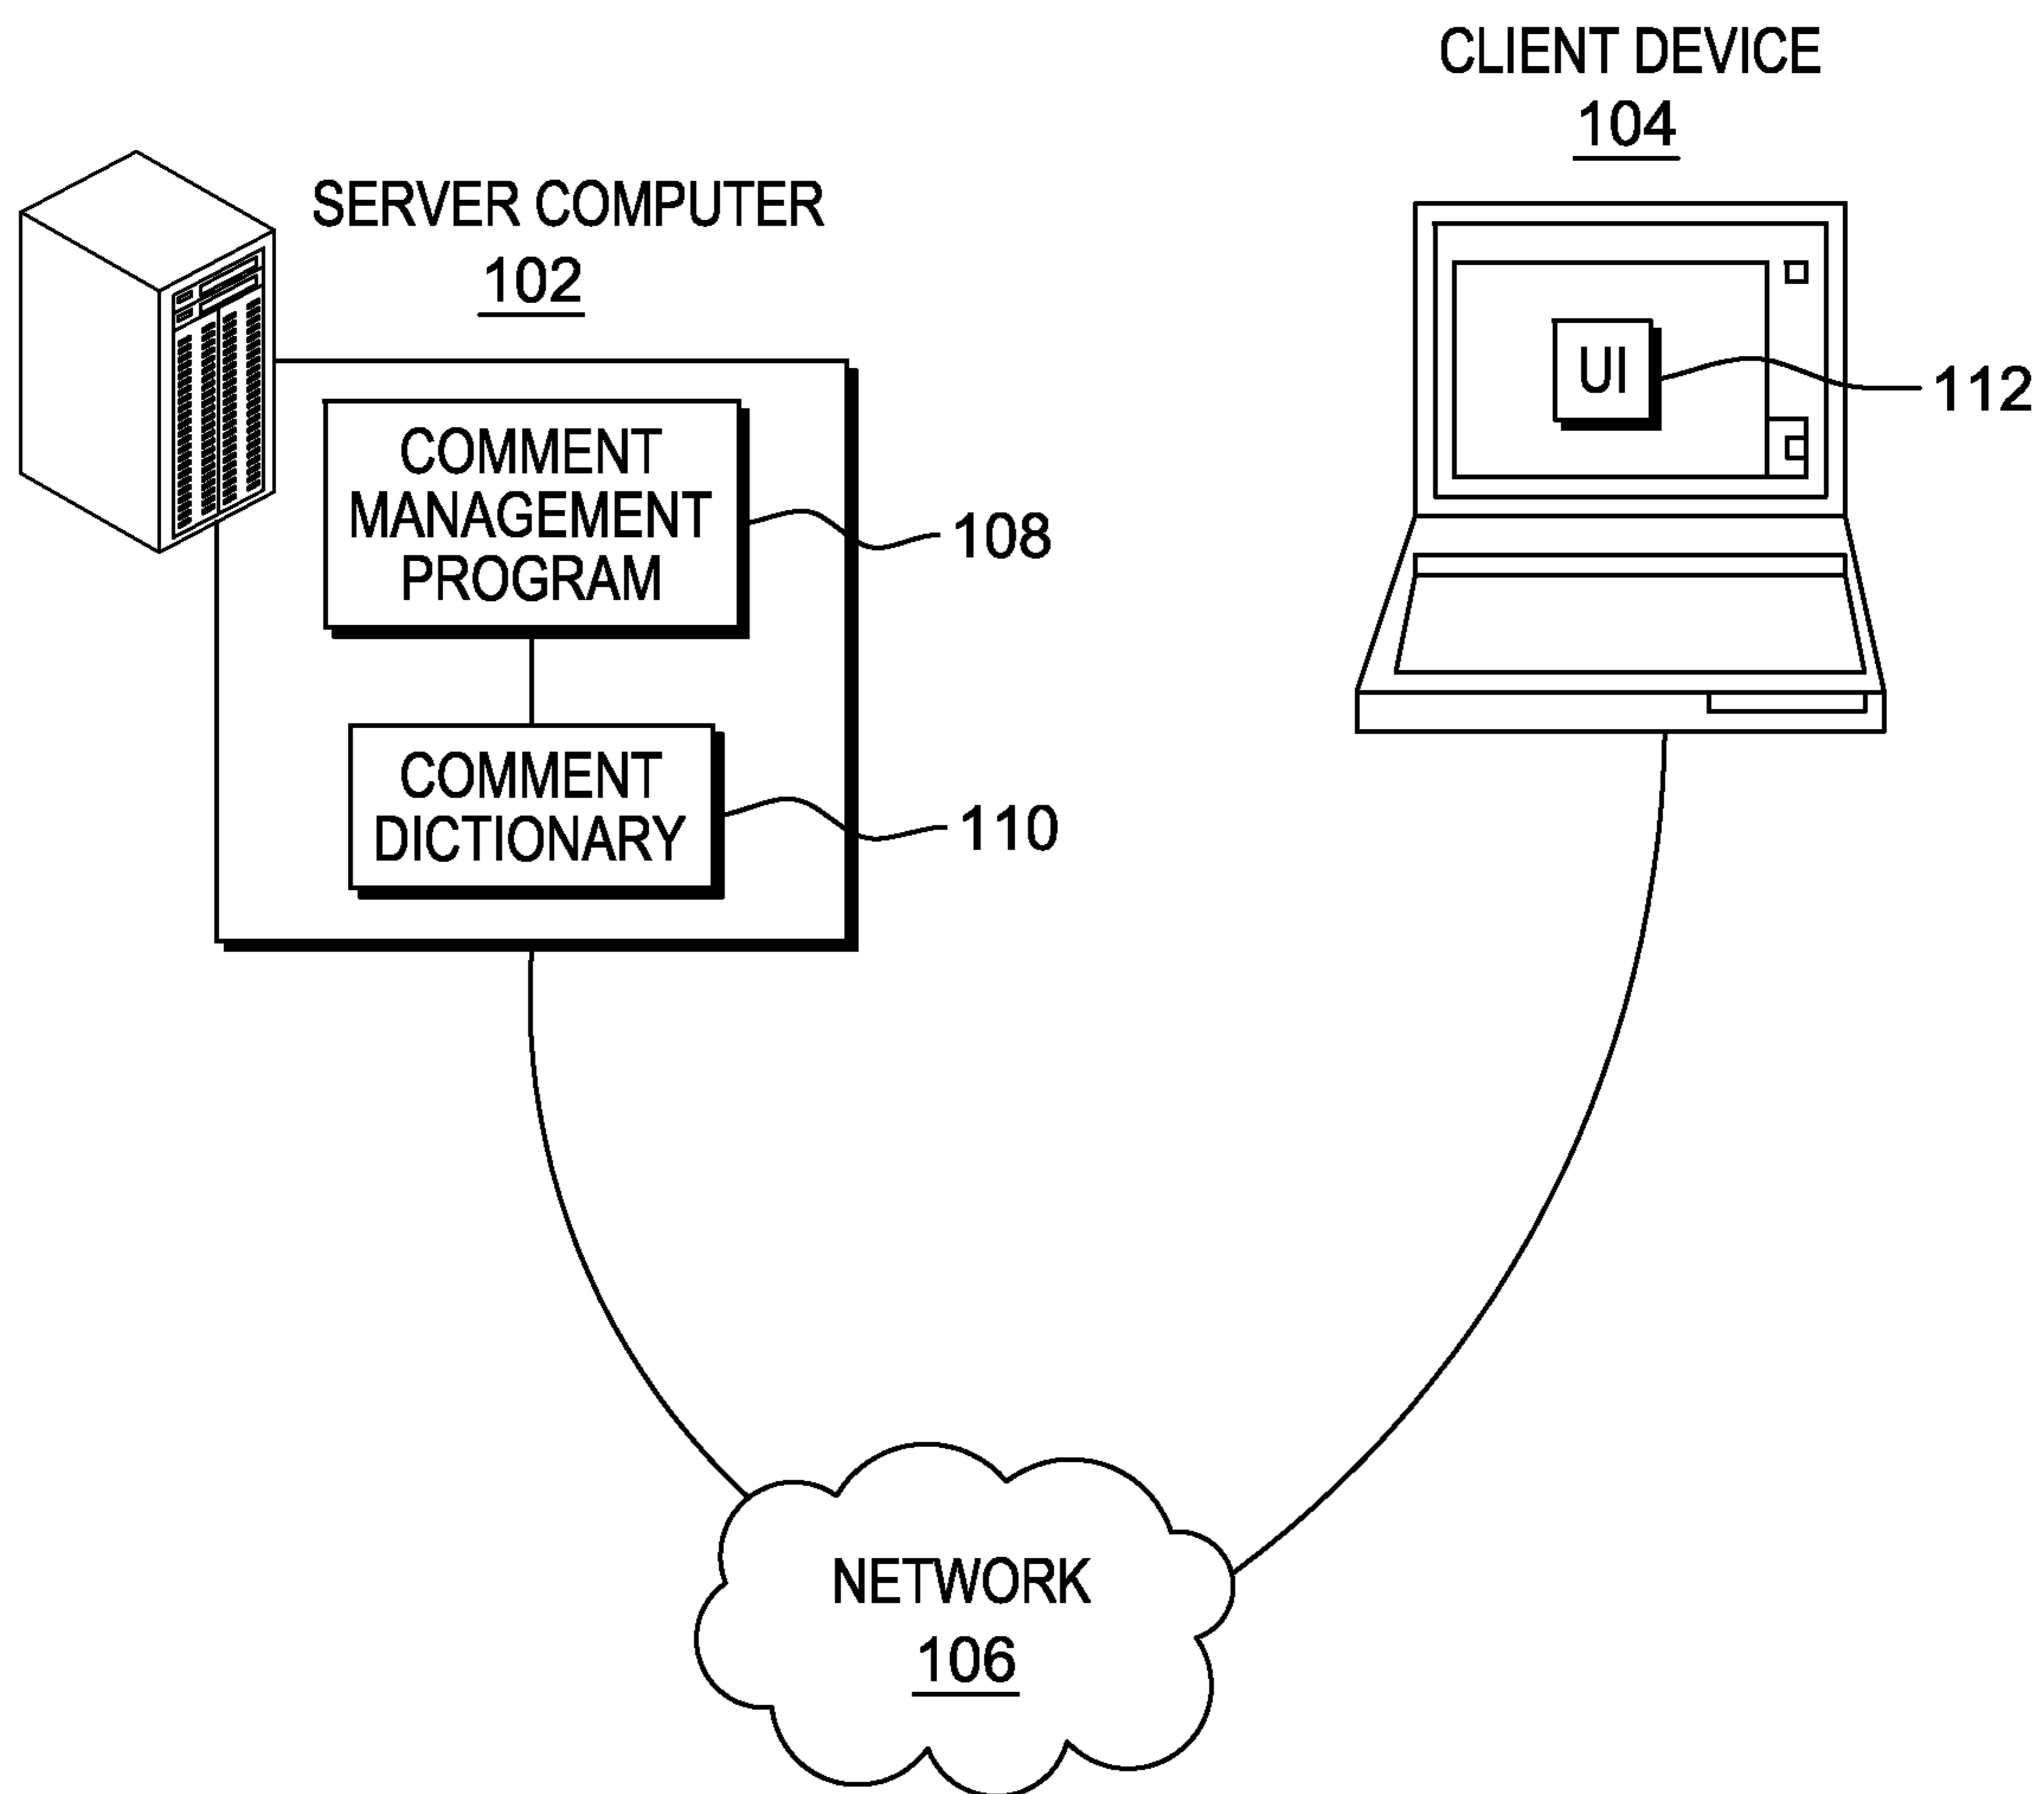 CLIENT DEVICE
104
SERVER COMPUTER
102
UI
112
COMMENT
MANAGEMENT
PROGRAM
108
COMMENT
DICTIONARY
110
NETWORK
106